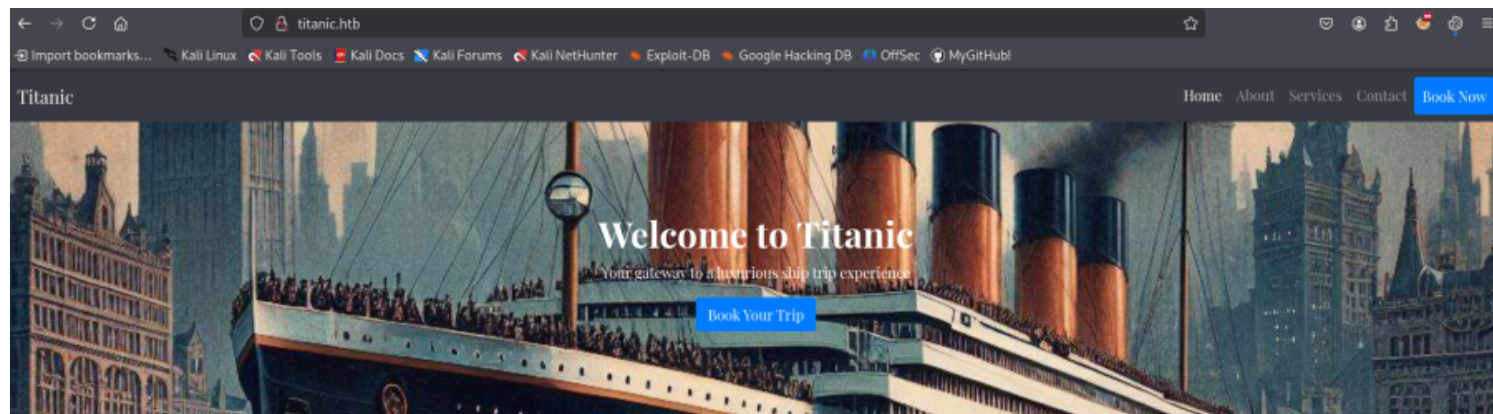 titanic.htb
Import bookmarks... Kali Linux Kali Tools Kali Docs Kali Forums Kali NetHunter Exploit-DB Google Hacking DB OffSec MyGitHub!
Titanic Home About Services Contact Book Now
Welcome to Titanic
Your gateway to a luxurious ship trip experience
Book Your Trip